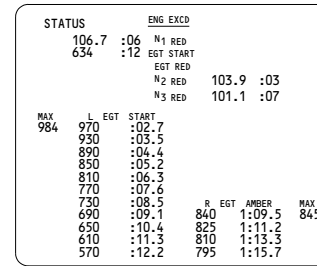 STATUS ENG EXCD
106.7 :06 N1 RED
634 :12 EGT START
EGT RED
N2 RED 103.9 :03
N3 RED 101.1 :07
MAX L EGT START
984 970 :02.7
930 :03.5
890 :04.4
850 :05.2
810 :06.3
770 :07.6
730 :08.5 R EGT AMBER MAX
690 :09.1 840 1:09.5 845
650 :10.4 825 1:11.2
610 :11.3 810 1:13.3
570 :12.2 795 1:15.7